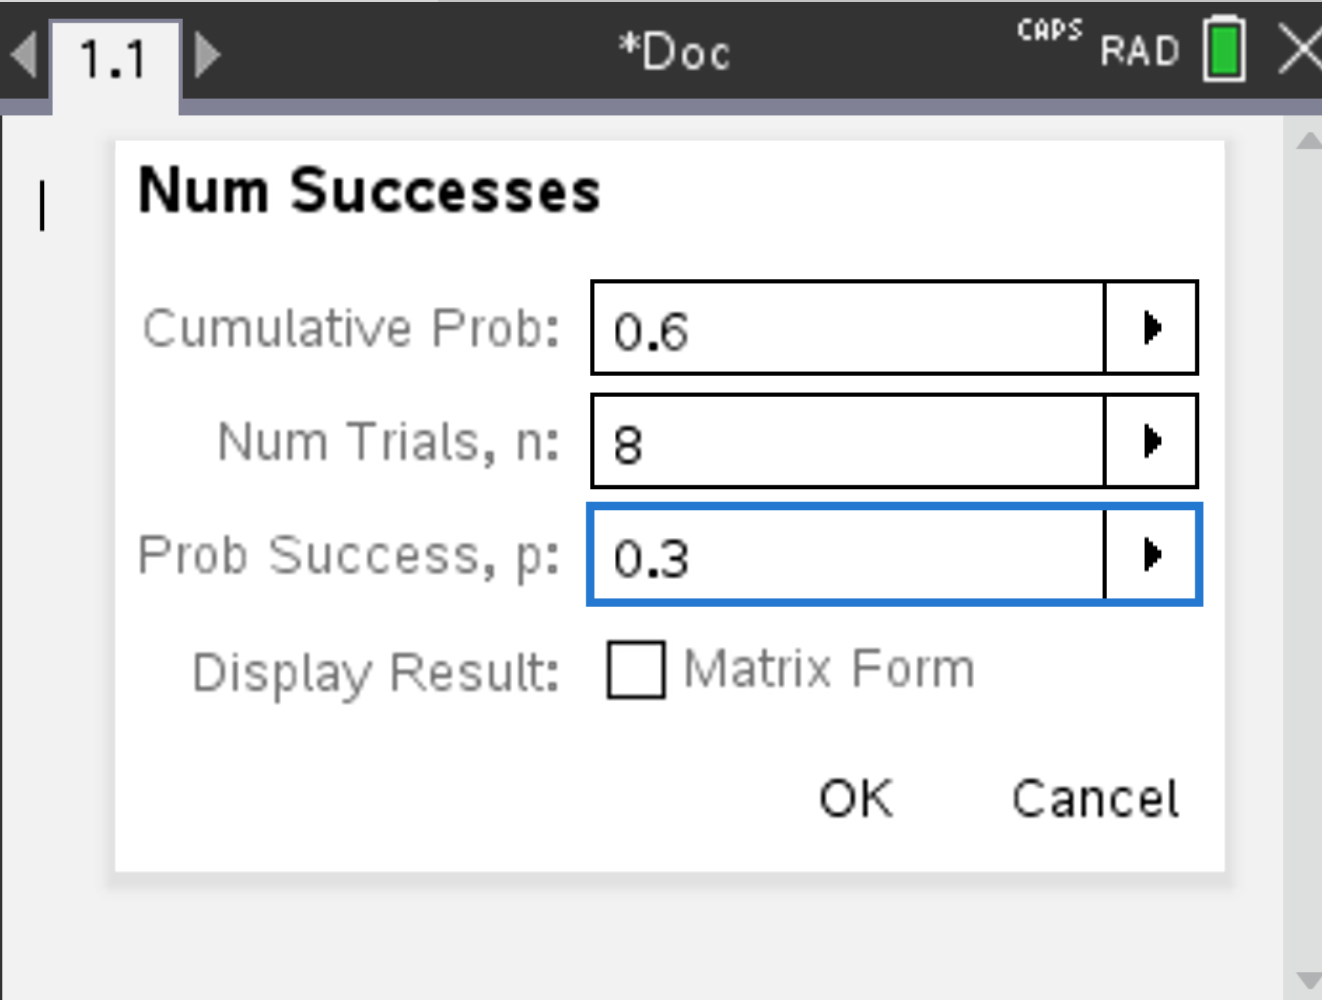 1.1 *Doc CAPS RAD
Num Successes
Cumulative Prob: 0.6
Num Trials, n: 8
Prob Success, p: 0.3
Display Result: Matrix Form
OK Cancel